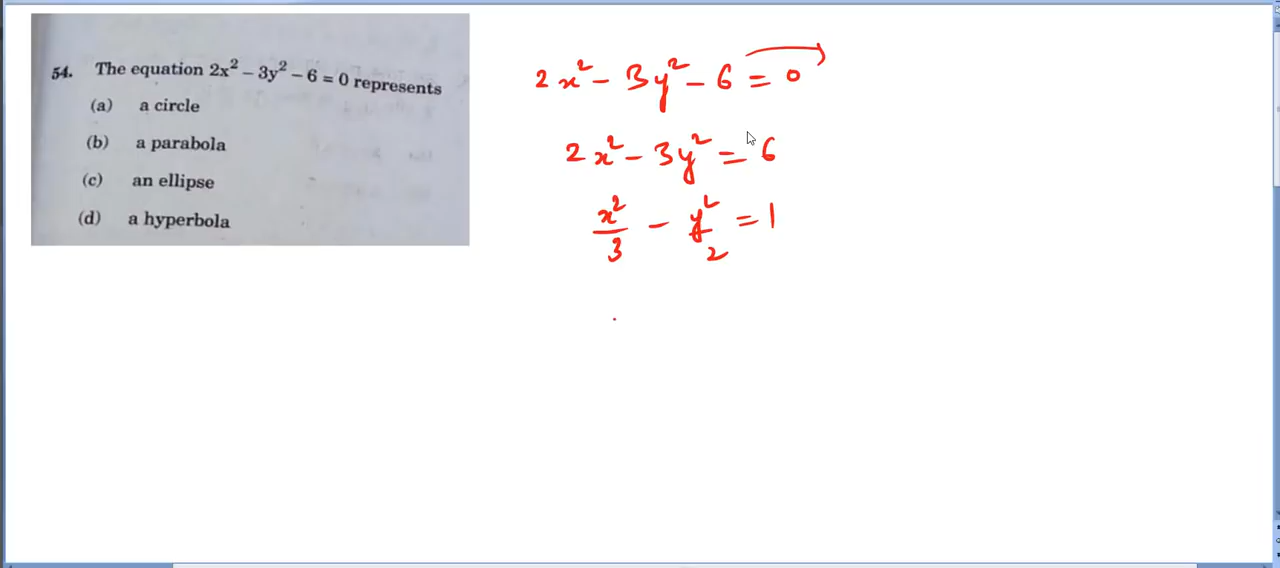 54. The equation 2x² – 3y² – 6 = 0 represents
(a) a circle
(b) a parabola
(c) an ellipse
(d) a hyperbola
2x² – 3y² – 6 = 0
2x² – 3y² = 6
x²/3 – y²/2 = 1